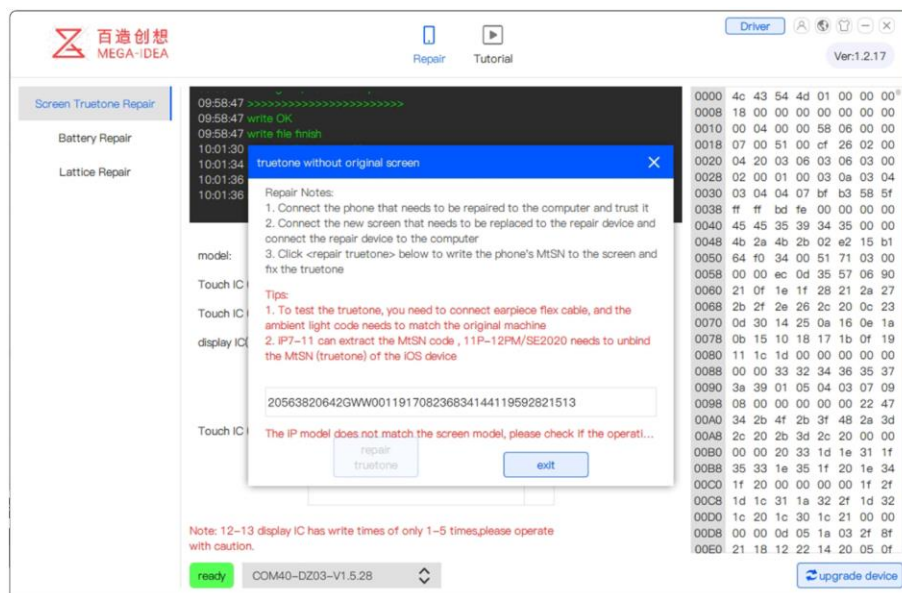 百造创想
MEGA-IDEA
Repair
Tutorial
Driver
Ver:1.2.17
Screen Truetone Repair
Battery Repair
Lattice Repair
09:58:47 >>>>>>>>>>>>>>>>>>>>>>>
09:58:47 write OK
09:58:47 write file finish
10:01:30
10:01:34
10:01:36
10:01:36
model:
Touch IC
Touch IC
display IC(
Touch IC
truetone without original screen
Repair Notes:
1. Connect the phone that needs to be repaired to the computer and trust it
2. Connect the new screen that needs to be replaced to the repair device and
connect the repair device to the computer
3. Click <repair truetone> below to write the phone's MtSN to the screen and
fix the truetone
Tips:
1. To test the truetone, you need to connect earpiece flex cable, and the
ambient light code needs to match the original machine
2. IP7-11 can extract the MtSN code , 11P-12PM/SE2020 needs to unbind
the MtSN (truetone) of the iOS device
20563820642GWW001191708236834144119592821513
The iP model does not match the screen model, please check if the operati...
repair
truetone
exit
Note: 12-13 display IC has write times of only 1-5 times,please operate
with caution.
ready
COM40-DZ03-V1.5.28
upgrade device
0000 4c 43 54 4d 01 00 00 00
0008 18 00 00 00 00 00 00 00
0010 00 04 00 00 58 06 00 00
0018 07 00 51 00 cf 26 02 00
0020 04 20 03 06 03 06 03 00
0028 02 00 01 00 03 0a 03 04
0030 03 04 04 07 bf b3 58 5f
0038 ff ff bd fe 00 00 00 00
0040 45 45 35 39 34 35 00 00
0048 4b 2a 4b 2b 02 e2 15 b1
0050 64 f0 34 00 51 71 03 00
0058 00 00 ec 0d 35 57 06 90
0060 21 0f 1e 1f 28 21 2a 27
0068 2b 2f 2e 26 2c 20 0c 23
0070 0d 30 14 25 0a 16 0e 1a
0078 0b 15 10 18 17 1b 0f 19
0080 11 1c 1d 00 00 00 00 00
0088 00 00 33 32 34 36 35 37
0090 3a 39 01 05 04 03 07 09
0098 08 00 00 00 00 00 22 47
00A0 34 2b 4f 2b 3f 48 2a 3d
00A8 2c 20 2b 3d 2c 20 00 00
00B0 00 00 20 33 1d 1e 31 1f
00B8 35 33 1e 35 1f 20 1e 34
00C0 1f 20 00 00 00 00 1f 2f
00C8 1d 1c 31 1a 32 2f 1d 32
00D0 1c 20 1c 30 1c 21 00 00
00D8 00 00 0d 05 1a 03 2f 8f
00E0 21 18 12 22 14 20 05 0f